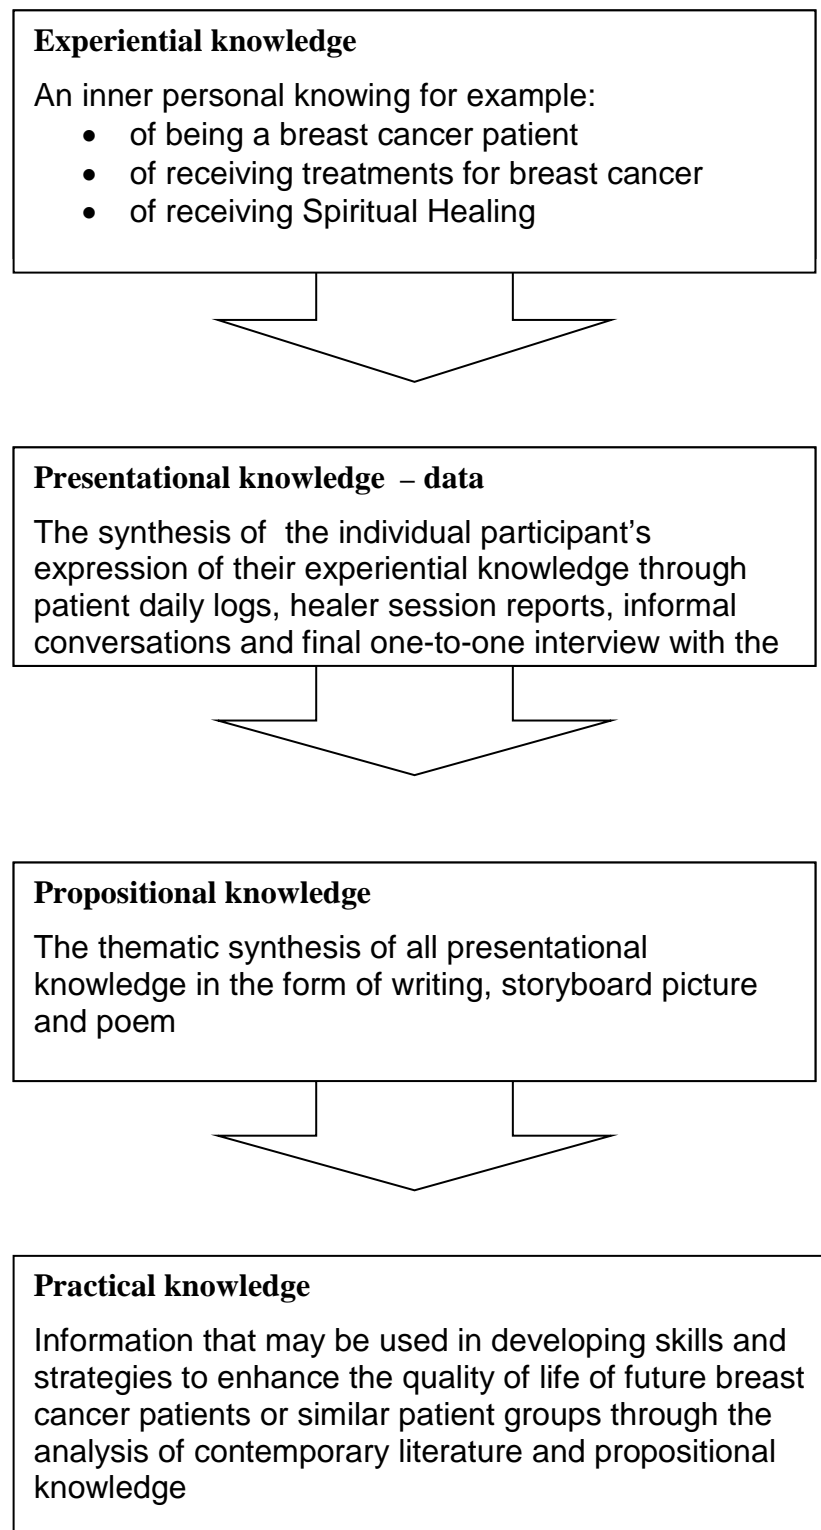 Experiential knowledge
An inner personal knowing for example:
• of being a breast cancer patient
• of receiving treatments for breast cancer
• of receiving Spiritual Healing
Presentational knowledge – data
The synthesis of the individual participant's
expression of their experiential knowledge through
patient daily logs, healer session reports, informal
conversations and final one-to-one interview with the
Propositional knowledge
The thematic synthesis of all presentational
knowledge in the form of writing, storyboard picture
and poem
Practical knowledge
Information that may be used in developing skills and
strategies to enhance the quality of life of future breast
cancer patients or similar patient groups through the
analysis of contemporary literature and propositional
knowledge